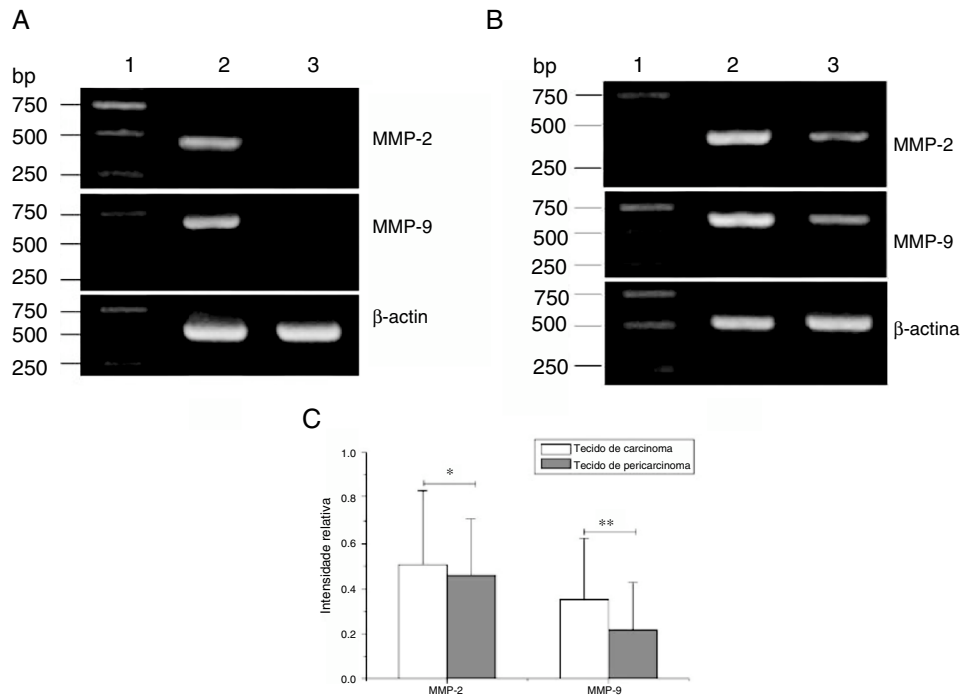 A
bp
1
2
3
750
500
250
MMP-2
750
500
250
MMP-9
750
500
250
β-actin
B
bp
1
2
3
750
500
250
MMP-2
750
500
250
MMP-9
750
500
250
β-actina
C
Tecido de carcinoma
Tecido de pericarcinoma
Intensidade relativa
1.0
0.8
0.6
0.4
0.2
0.0
*
**
MMP-2
MMP-9